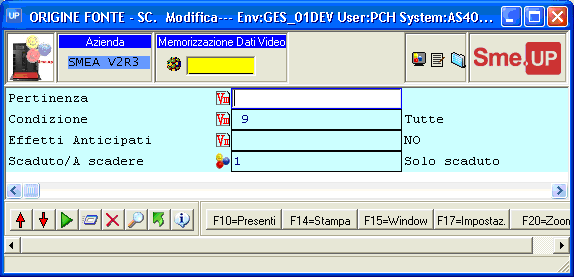 UP ORIGINE FONTE - SC. Modifica--- Env:GES_01DEV User:PCH System:AS40...
Azienda
SMEA V2R3
Memorizzazione Dati Video
Sme.UP
Pertinenza
Condizione 9 Tutte
Effetti Anticipati NO
Scaduto/A scadere 1 Solo scaduto
F10=Presenti F14=Stampa F15=Window F17=Impostaz. F20=Zoom